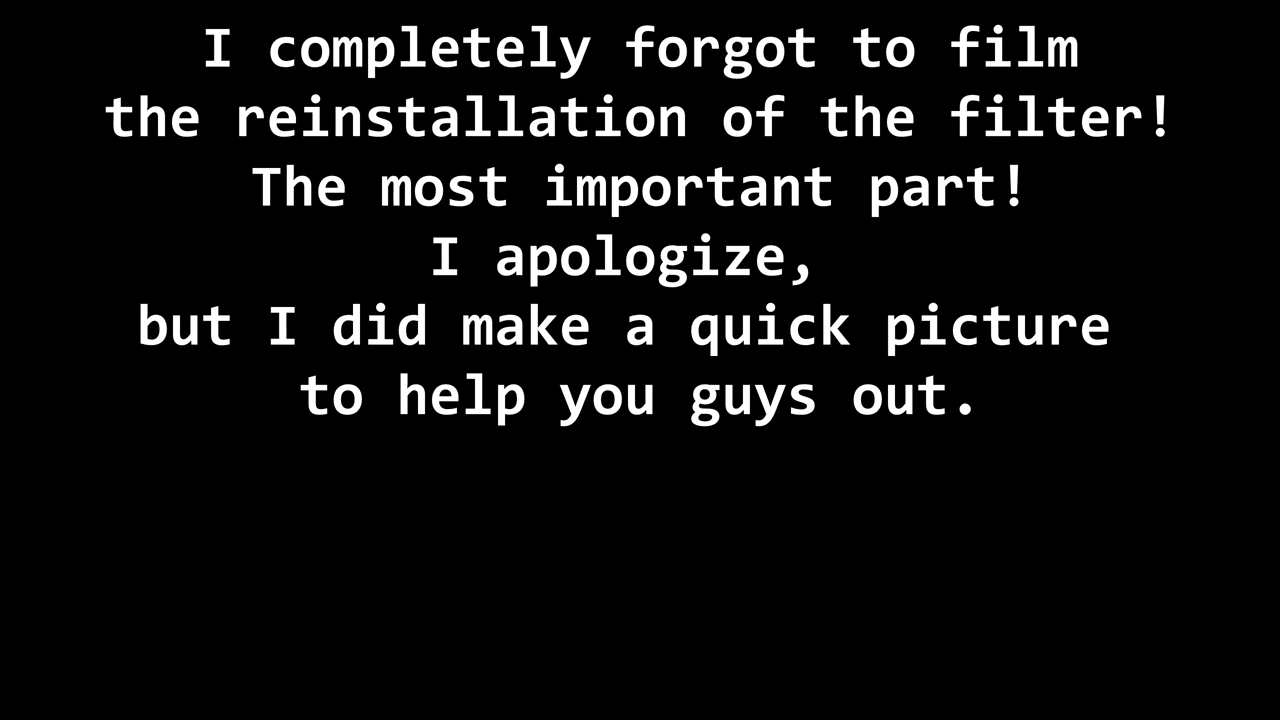 I completely forgot to film
the reinstallation of the filter!
The most important part!
I apologize,
but I did make a quick picture
to help you guys out.